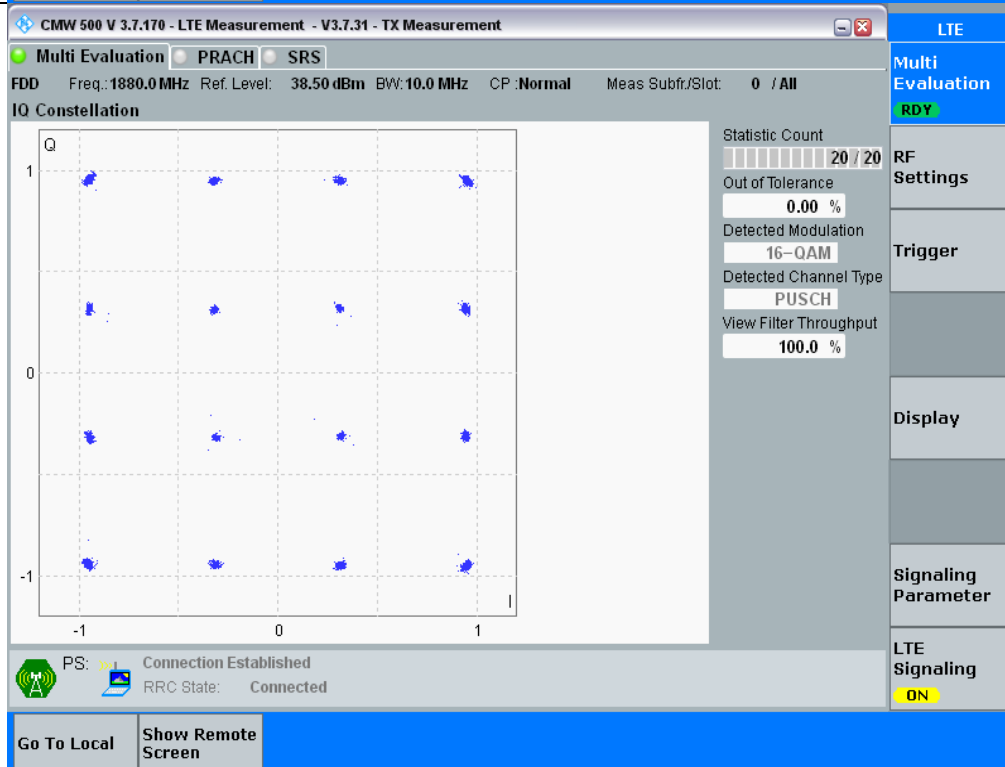 CMW 500 V 3.7.170 - LTE Measurement - V3.7.31 - TX Measurement
LTE
Multi Evaluation PRACH SRS
FDD Freq.:1880.0 MHz Ref. Level: 38.50 dBm BW:10.0 MHz CP :Normal Meas Subfr./Slot: 0 / All
IQ Constellation
Q
1
0
-1
-1 0 1
I
Statistic Count
20 / 20
Out of Tolerance
0.00 %
Detected Modulation
16-QAM
Detected Channel Type
PUSCH
View Filter Throughput
100.0 %
Multi
Evaluation
RDY
RF
Settings
Trigger
Display
Signaling
Parameter
LTE
Signaling
ON
PS: Connection Established
RRC State: Connected
Go To Local
Show Remote
Screen